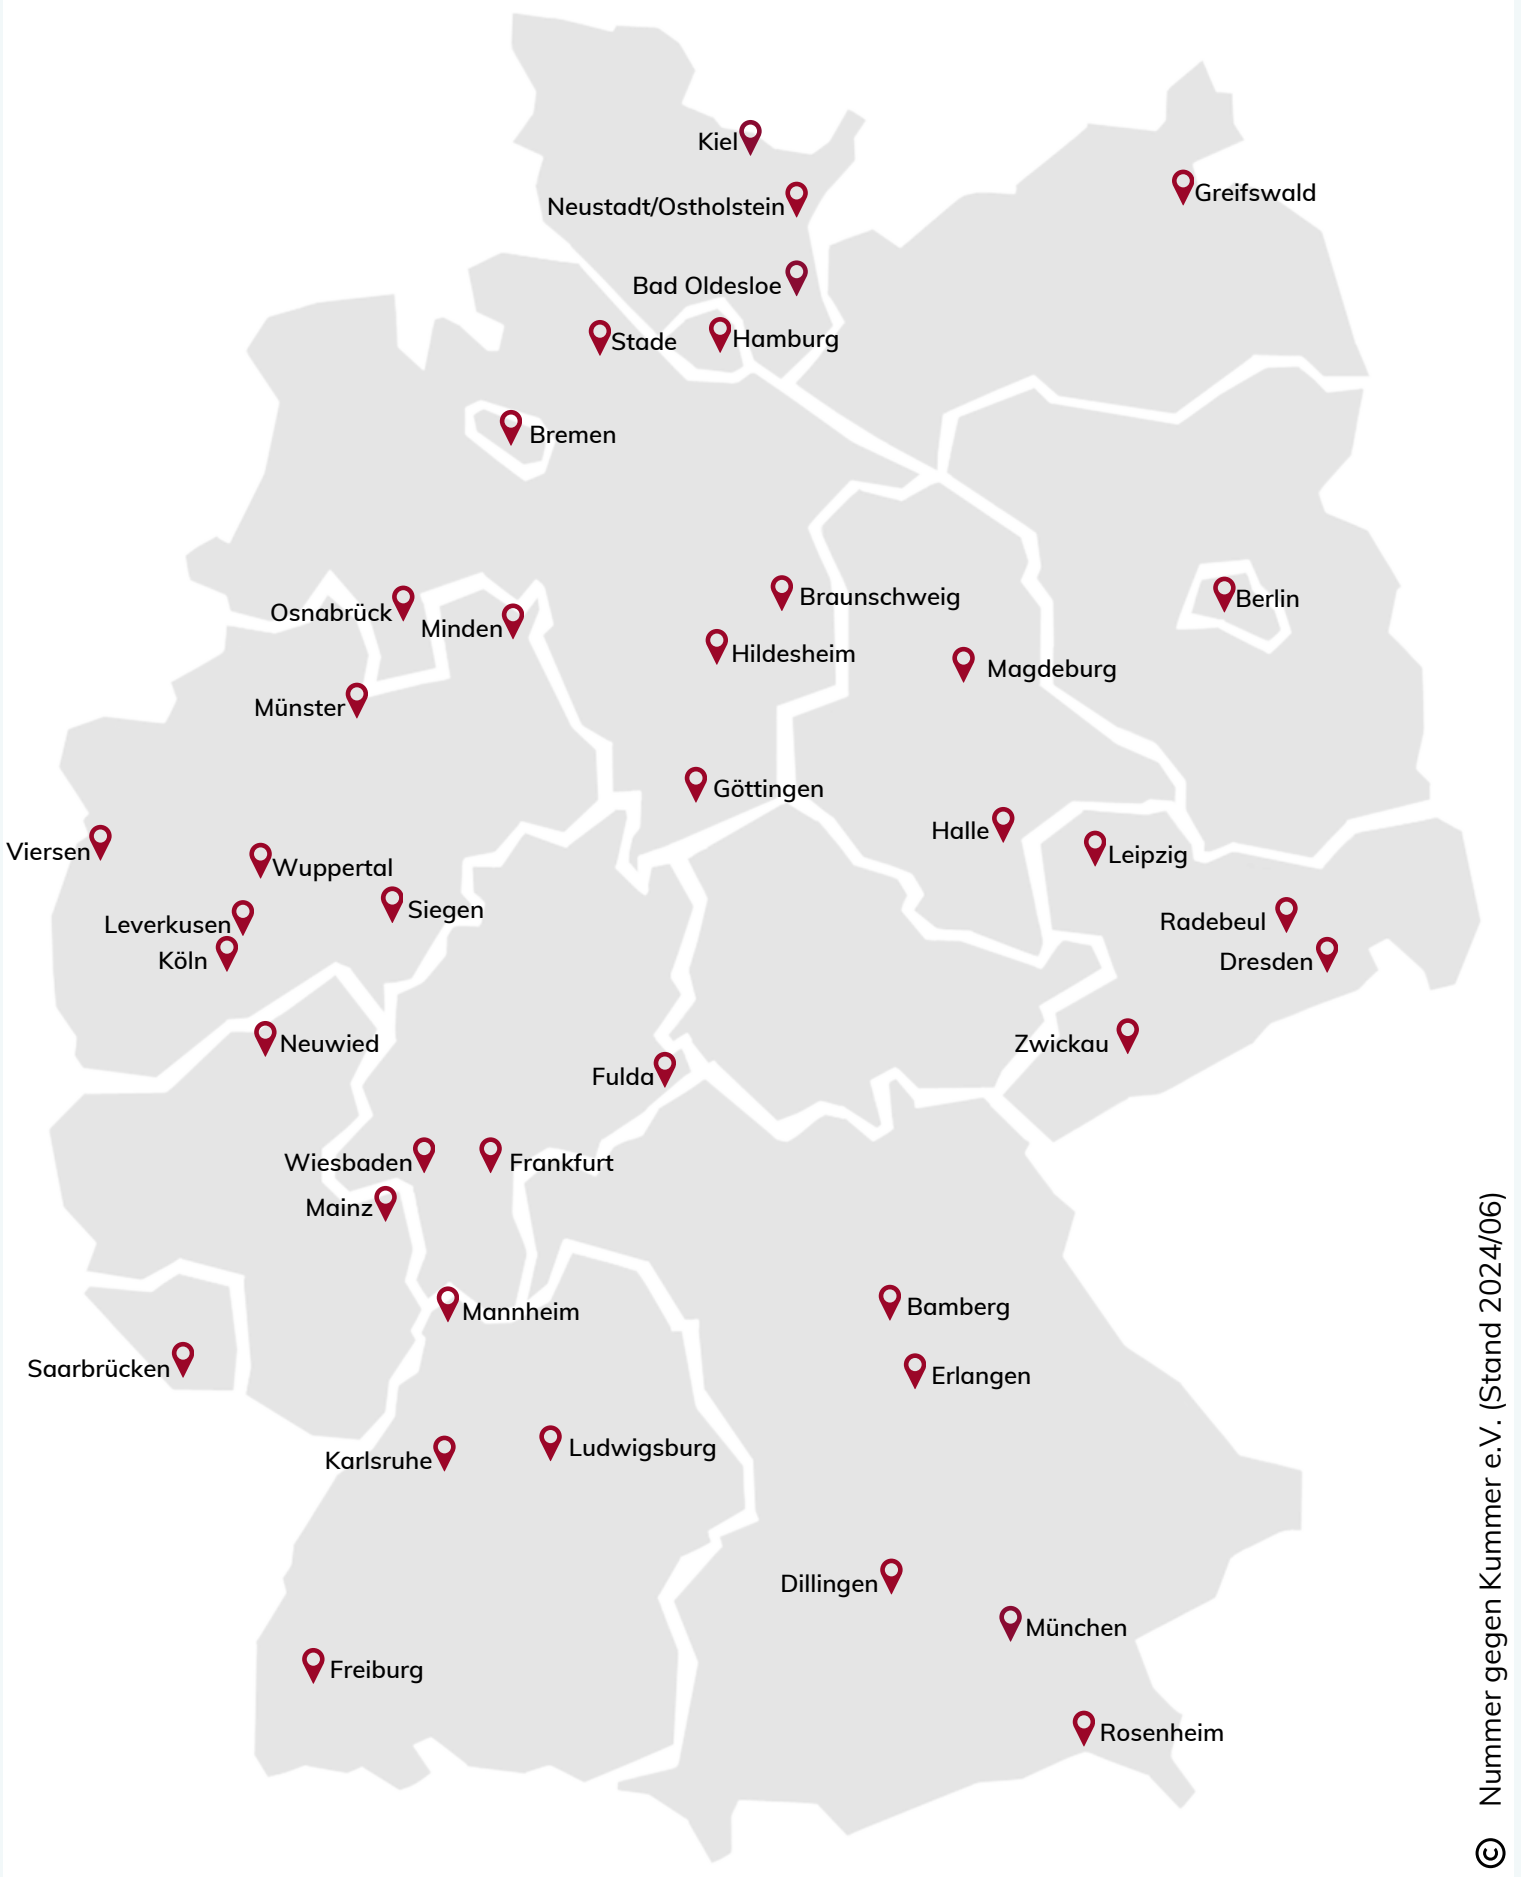 Kiel
Greifswald
Neustadt/Ostholstein
Bad Oldesloe
Stade
Hamburg
Bremen
Braunschweig
Berlin
Osnabrück
Minden
Hildesheim
Magdeburg
Münster
Göttingen
Halle
Viersen
Leipzig
Wuppertal
Siegen
Radebeul
Leverkusen
Köln
Dresden
Neuwied
Zwickau
Fulda
Wiesbaden
Frankfurt
Mainz
Bamberg
Mannheim
Saarbrücken
Erlangen
Ludwigsburg
Karlsruhe
Dillingen
München
Freiburg
Rosenheim
© Nummer gegen Kummer e.V. (Stand 2024/06)